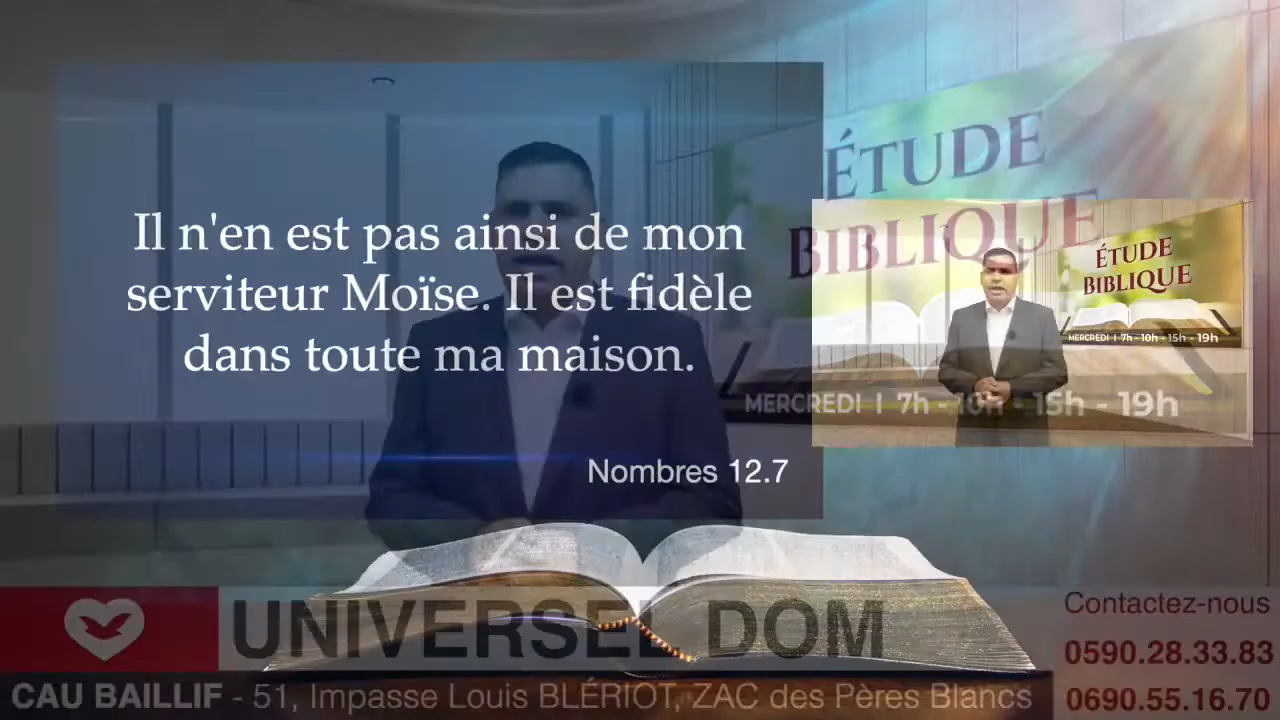 Il n'en est pas ainsi de mon
serviteur Moïse. Il est fidèle
dans toute ma maison.
Nombres 12.7
ÉTUDE
BIBLIQUE
MERCREDI I 7h - 10h - 15h - 19h
ÉTUDE
BIBLIQUE
MERCREDI I 7h - 10h - 15h - 19h
UNIVERSEL DOM
CAU BAILLIF - 51, Impasse Louis BLÉRIOT, ZAC des Pères Blancs
Contactez-nous
0590.28.33.83
0690.55.16.70